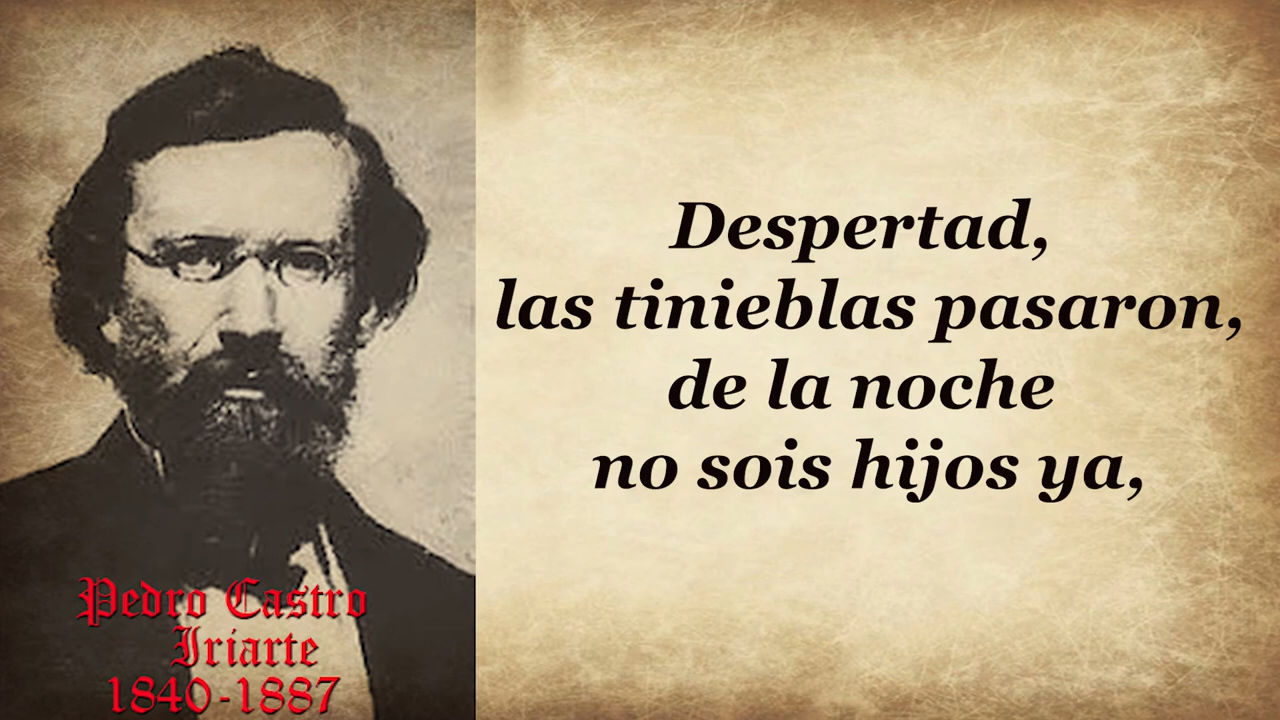 Despertad,
las tinieblas pasaron,
de la noche
no sois hijos ya,
Pedro Castro
Iriarte
1840-1887